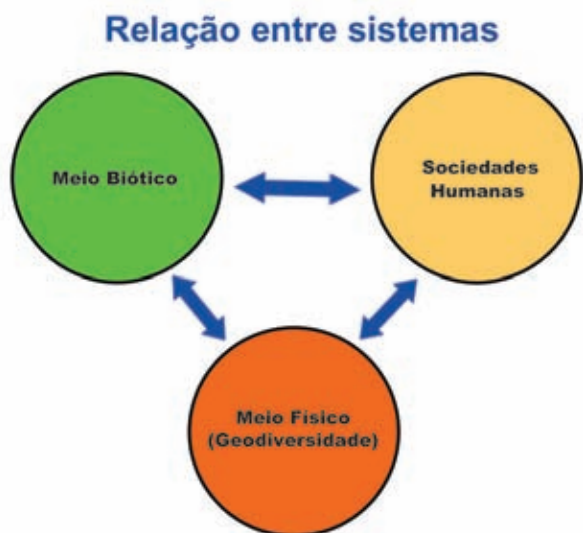 Relação entre sistemas
Meio Biótico
Sociedades
Humanas
Meio Físico
(Geodiversidade)